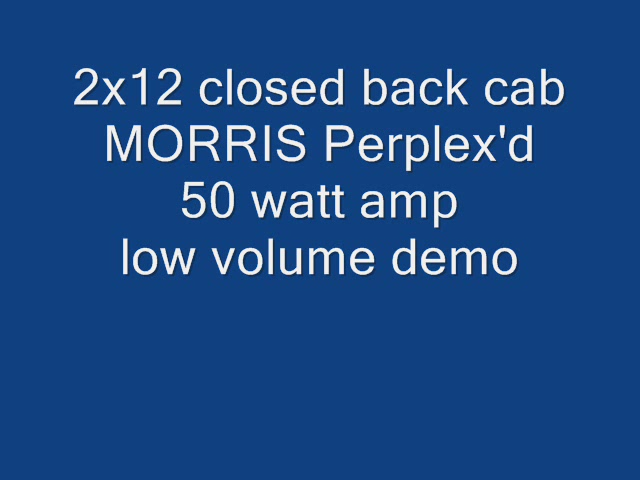 2x12 closed back cab
MORRIS Perplex'd
50 watt amp
low volume demo